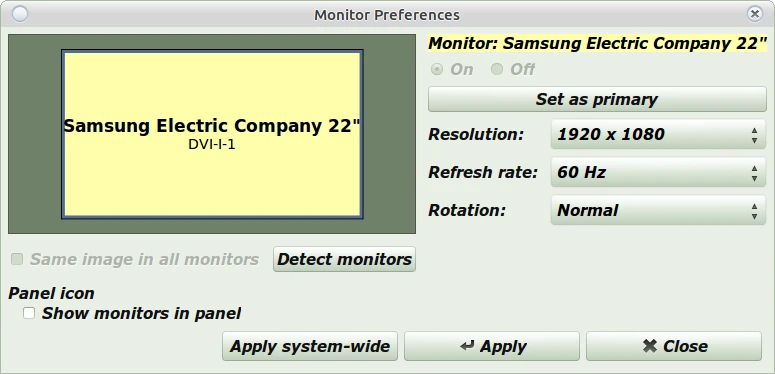 Monitor Preferences
Samsung Electric Company 22"
DVI-I-1
Monitor: Samsung Electric Company 22"
On Off
Set as primary
Resolution: 1920 x 1080
Refresh rate: 60 Hz
Rotation: Normal
Same image in all monitors Detect monitors
Panel icon
Show monitors in panel
Apply system-wide Apply Close